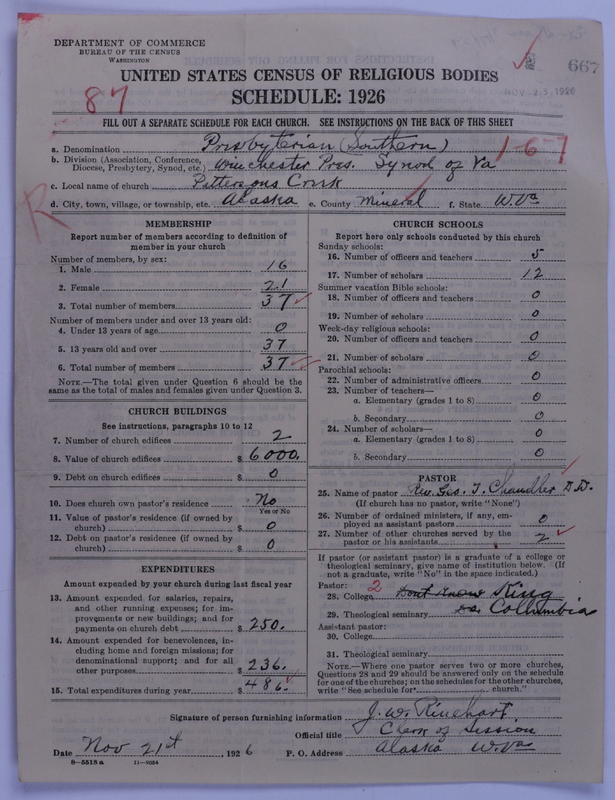 DEPARTMENT OF COMMERCE
BUREAU OF THE CENSUS
WASHINGTON
667
NOV 23 1926
UNITED STATES CENSUS OF RELIGIOUS BODIES
87
SCHEDULE: 1926
FILL OUT A SEPARATE SCHEDULE FOR EACH CHURCH. SEE INSTRUCTIONS ON THE BACK OF THIS SHEET
a. Denomination Presbyterian (Southern)
1-6-7
b. Division (Association, Conference, Diocese, Presbytery, Synod, etc.) Winchester Pres. Synod of Va
c. Local name of church
d. City, town, village, or township, etc. Alaska e. County Mineral f. State W.Va
R
MEMBERSHIP
Report number of members according to definition of
member in your church
Number of members, by sex:
1. Male 16
2. Female 21
3. Total number of members 37
Number of members under and over 13 years old:
4. Under 13 years of age 0
5. 13 years old and over 37
6. Total number of members 37
NOTE.—The total given under Question 6 should be the
same as the total of males and females given under Question 3.
CHURCH BUILDINGS
See instructions, paragraphs 10 to 12
7. Number of church edifices 2
8. Value of church edifices $ 6000.
9. Debt on church edifices $ 0
10. Does church own pastor's residence No
Yes or No
11. Value of pastor's residence (if owned by
church) $ 0
12. Debt on pastor's residence (if owned by
church) $ 0
EXPENDITURES
Amount expended by your church during last fiscal year
13. Amount expended for salaries, repairs,
and other running expenses; for im-
provements or new buildings; and for
payments on church debt $ 250.
14. Amount expended for benevolences, in-
cluding home and foreign missions; for
denominational support; and for all
other purposes $ 236.
15. Total expenditures during year $ 486.
CHURCH SCHOOLS
Report here only schools conducted by this church
Sunday schools:
16. Number of officers and teachers 5
17. Number of scholars 12
Summer vacation Bible schools:
18. Number of officers and teachers 0
19. Number of scholars 0
Week-day religious schools:
20. Number of officers and teachers 0
21. Number of scholars 0
Parochial schools:
22. Number of administrative officers 0
23. Number of teachers—
a. Elementary (grades 1 to 8) 0
b. Secondary 0
24. Number of scholars—
a. Elementary (grades 1 to 8) 0
b. Secondary 0
PASTOR
25. Name of pastor Rev. Geo. T. Chandler D.D.
(If church has no pastor, write "None")
26. Number of ordained ministers, if any, em-
ployed as assistant pastors 0
27. Number of other churches served by the
pastor or his assistants 2
If pastor (or assistant pastor) is a graduate of a college or
theological seminary, give name of institution below. (If
not a graduate, write "No" in the space indicated.)
Pastor: 2
28. College Dont Know King
29. Theological seminary Do. Collumbia
Assistant pastor:
30. College
31. Theological seminary
NOTE.—Where one pastor serves two or more churches,
Questions 28 and 29 should be answered only on the schedule
for one of the churches; on the schedules for the other churches,
write "See schedule for church."
Signature of person furnishing information J. W. Rinehart
Official title Clerk of Session
Date Nov 21st, 1926 P. O. Address Alaska W.Va
8—5518 a 11—9054